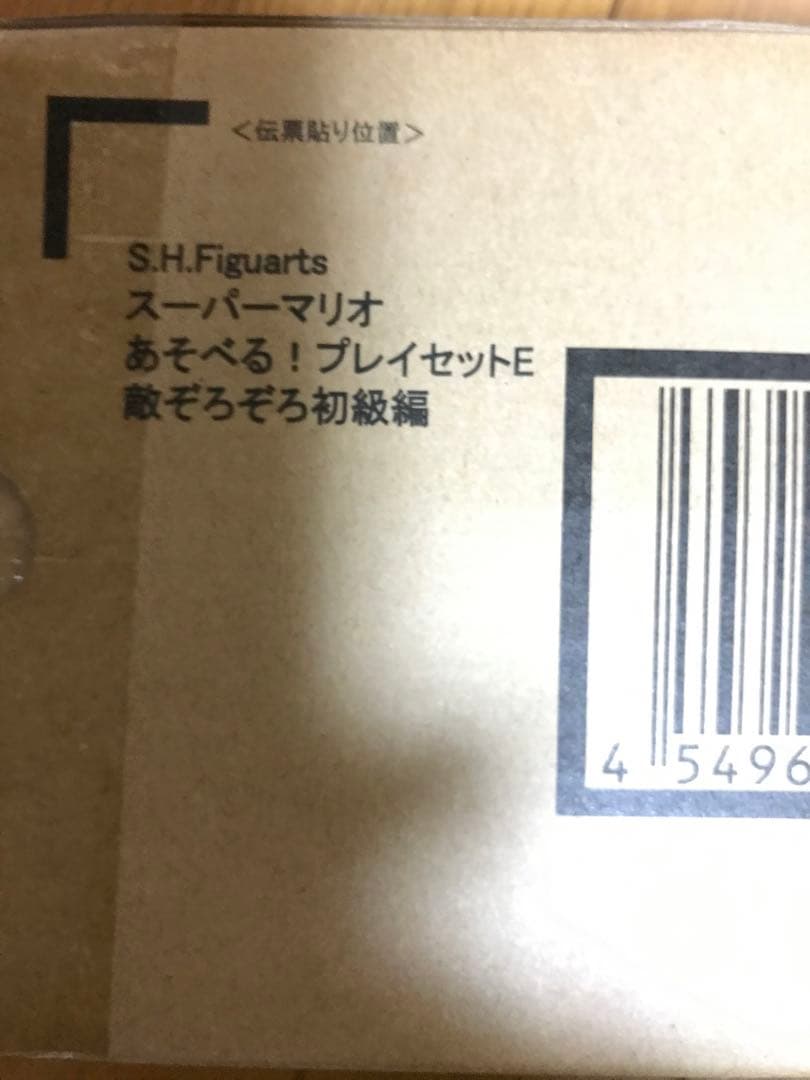 <伝票貼り位置>
S.H.Figuarts
スーパーマリオ
あそべる！プレイセットE
敵ぞろぞろ初級編
4 5496